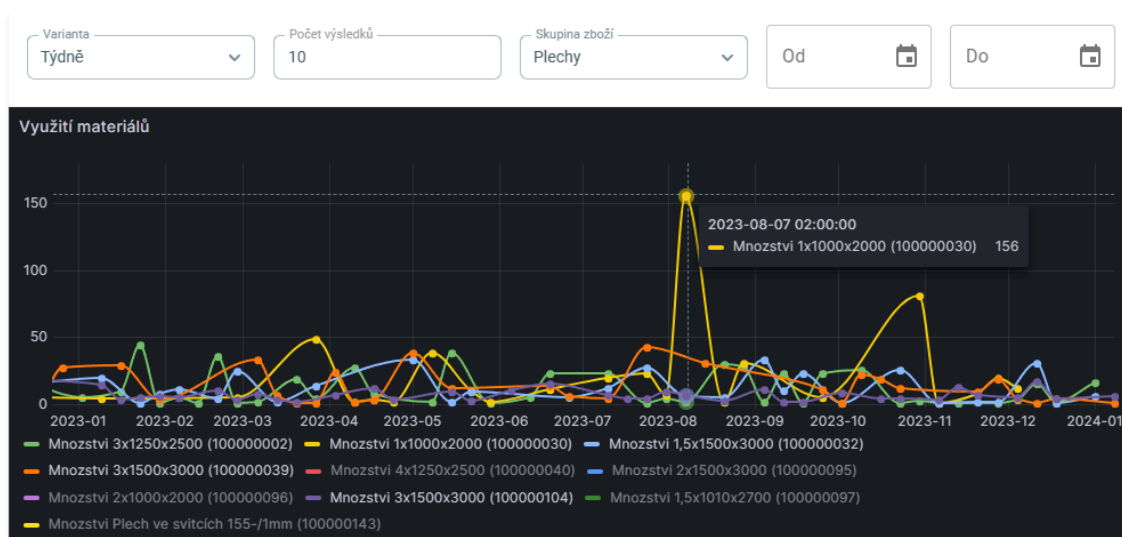 Varianta Počet výsledků Skupina zboží
Týdně 10 Plechy Od Do
Využití materiálů
150
2023-08-07 02:00:00
Mnozstvi 1x1000x2000 (100000030) 156
100
50
0
2023-01 2023-02 2023-03 2023-04 2023-05 2023-06 2023-07 2023-08 2023-09 2023-10 2023-11 2023-12 2024-01
Mnozstvi 3x1250x2500 (100000002) Mnozstvi 1x1000x2000 (100000030) Mnozstvi 1,5x1500x3000 (100000032)
Mnozstvi 3x1500x3000 (100000039) Mnozstvi 4x1250x2500 (100000040) Mnozstvi 2x1500x3000 (100000095)
Mnozstvi 2x1000x2000 (100000096) Mnozstvi 3x1500x3000 (100000104) Mnozstvi 1,5x1010x2700 (100000097)
Mnozstvi Plech ve svitcích 155-/1mm (100000143)